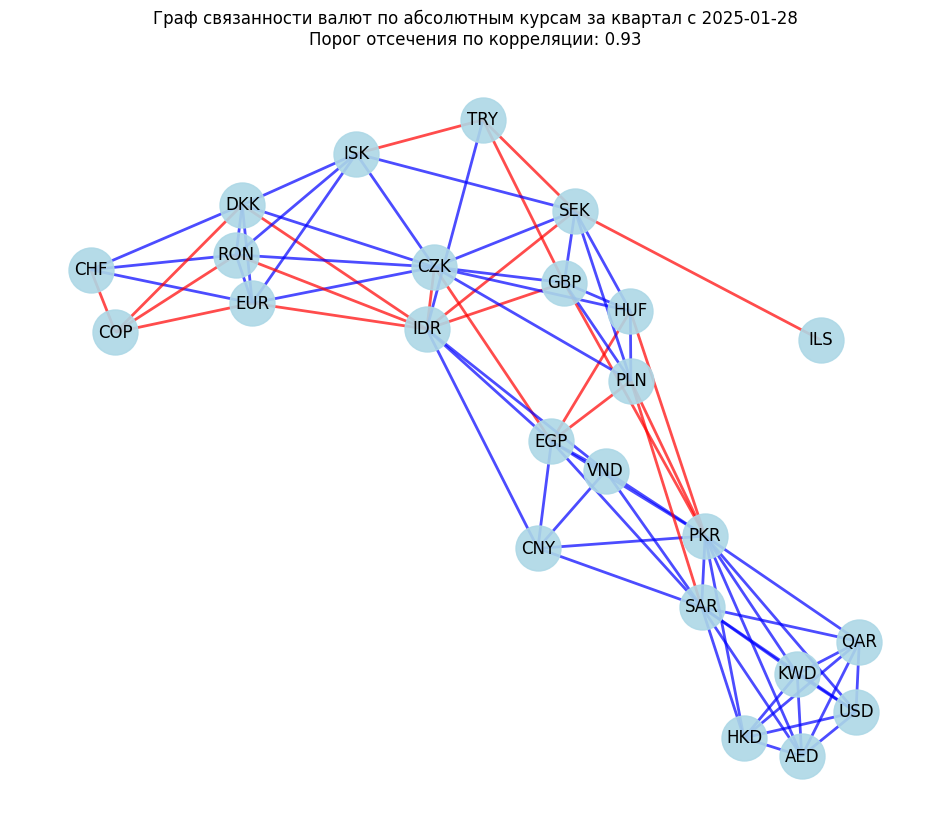 Граф связанности валют по абсолютным курсам за квартал с 2025-01-28
Порог отсечения по корреляции: 0.93
TRY
ISK
DKK
SEK
RON
CZK
CHF
GBP
EUR
HUF
COP
IDR
ILS
PLN
EGP
VND
PKR
CNY
SAR
QAR
KWD
USD
HKD
AED